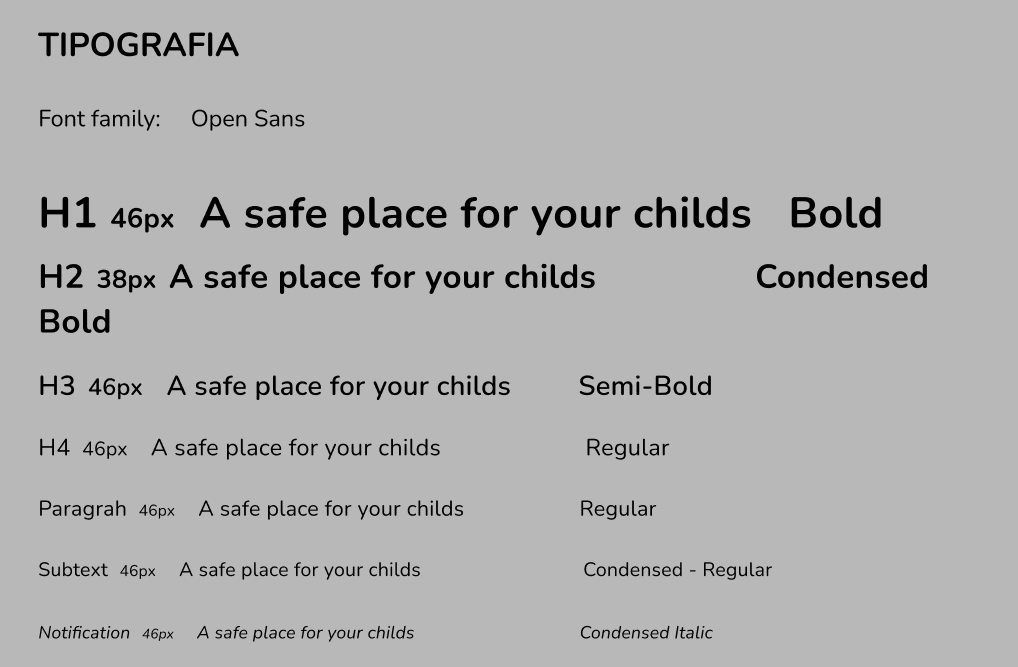 TIPOGRAFIA
Font family: Open Sans
H1 46px A safe place for your childs Bold
H2 38px A safe place for your childs Condensed
Bold
H3 46px A safe place for your childs Semi-Bold
H4 46px A safe place for your childs Regular
Paragrah 46px A safe place for your childs Regular
Subtext 46px A safe place for your childs Condensed - Regular
Notification 46px A safe place for your childs Condensed Italic